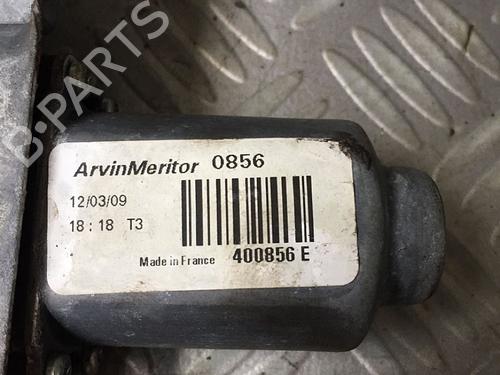 B-PARTS
ArvinMeritor 0856
12/03/09
18:18 T3
Made in France 400856 E